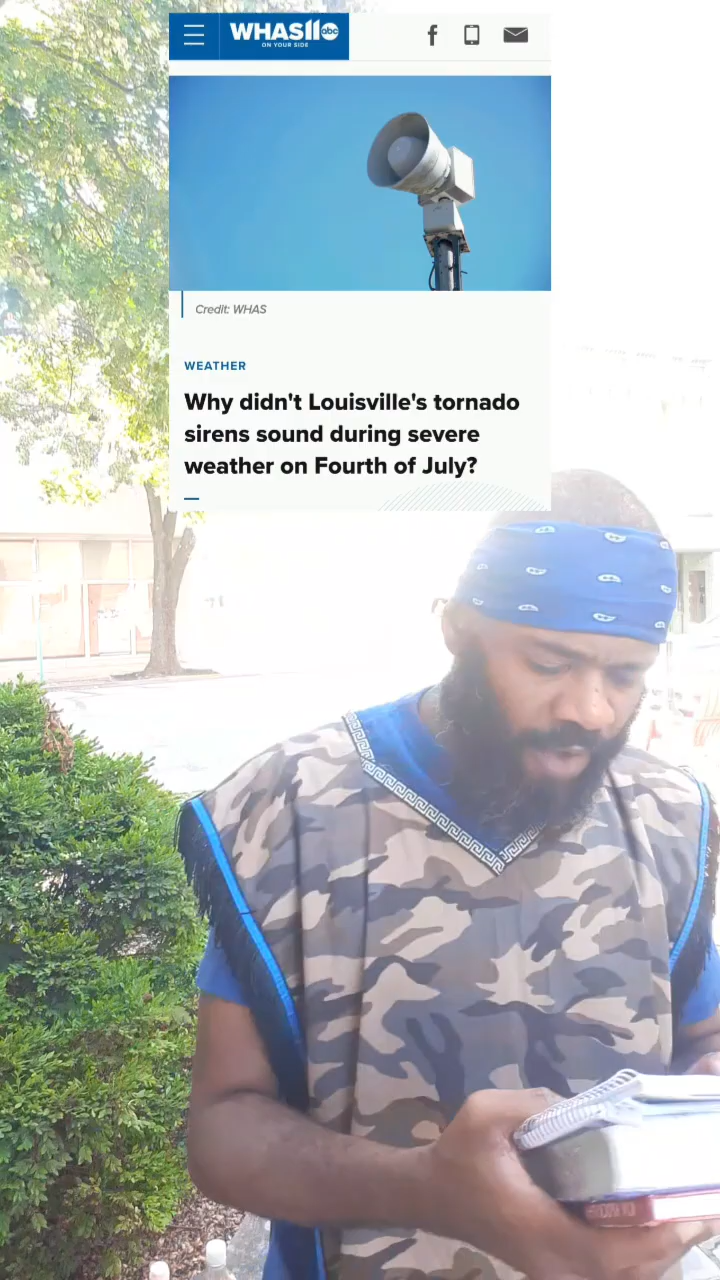 WHAS11 abc
ON YOUR SIDE
Credit: WHAS
WEATHER
Why didn't Louisville's tornado
sirens sound during severe
weather on Fourth of July?